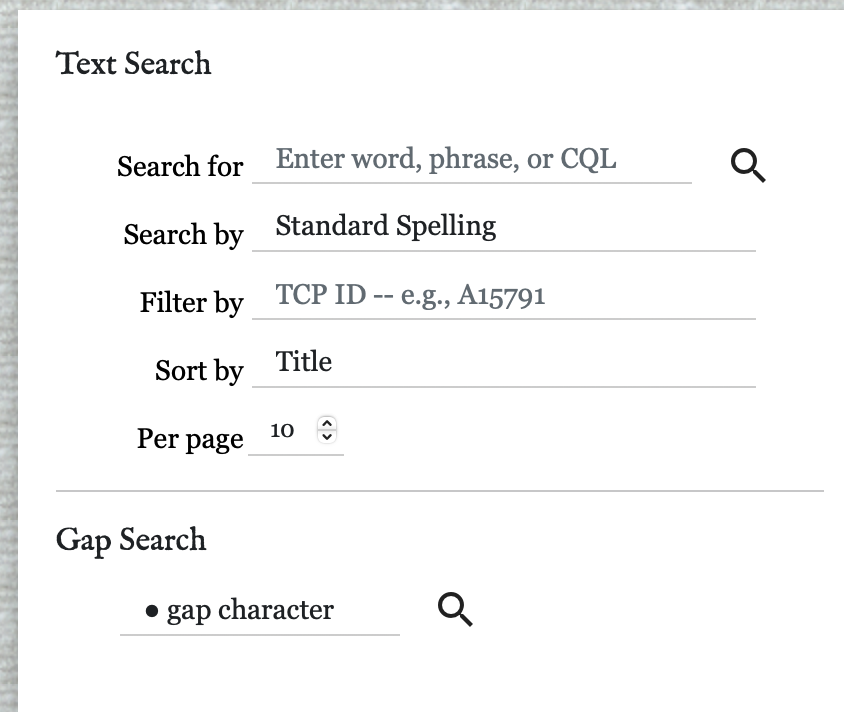 Text Search
Search for Enter word, phrase, or CQL
Search by Standard Spelling
Filter by TCP ID -- e.g., A15791
Sort by Title
Per page 10
Gap Search
● gap character